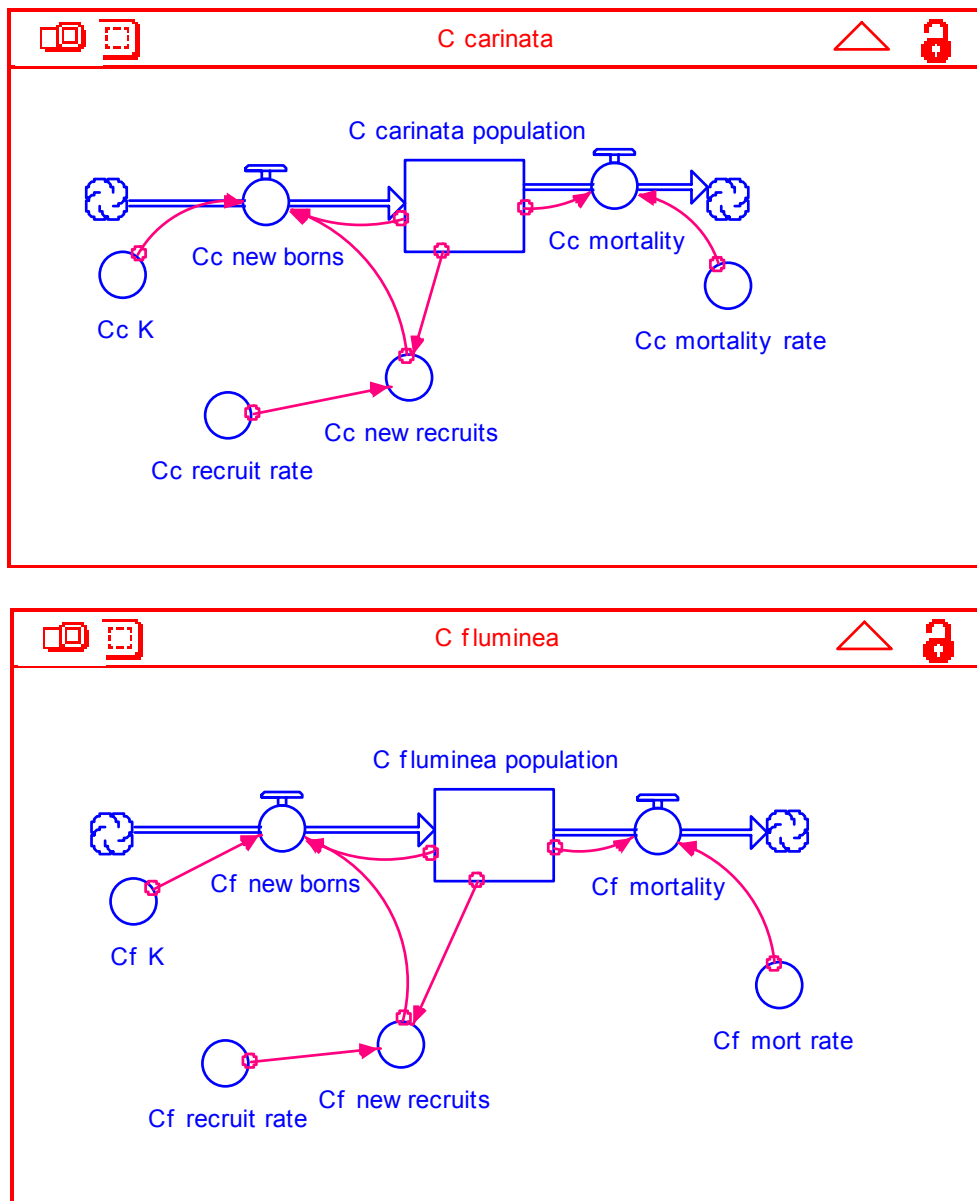 C carinata
C carinata population
Cc new borns
Cc mortality
Cc K
Cc mortality rate
Cc new recruits
Cc recruit rate
C fluminea
C fluminea population
Cf new borns
Cf mortality
Cf K
Cf mort rate
Cf new recruits
Cf recruit rate